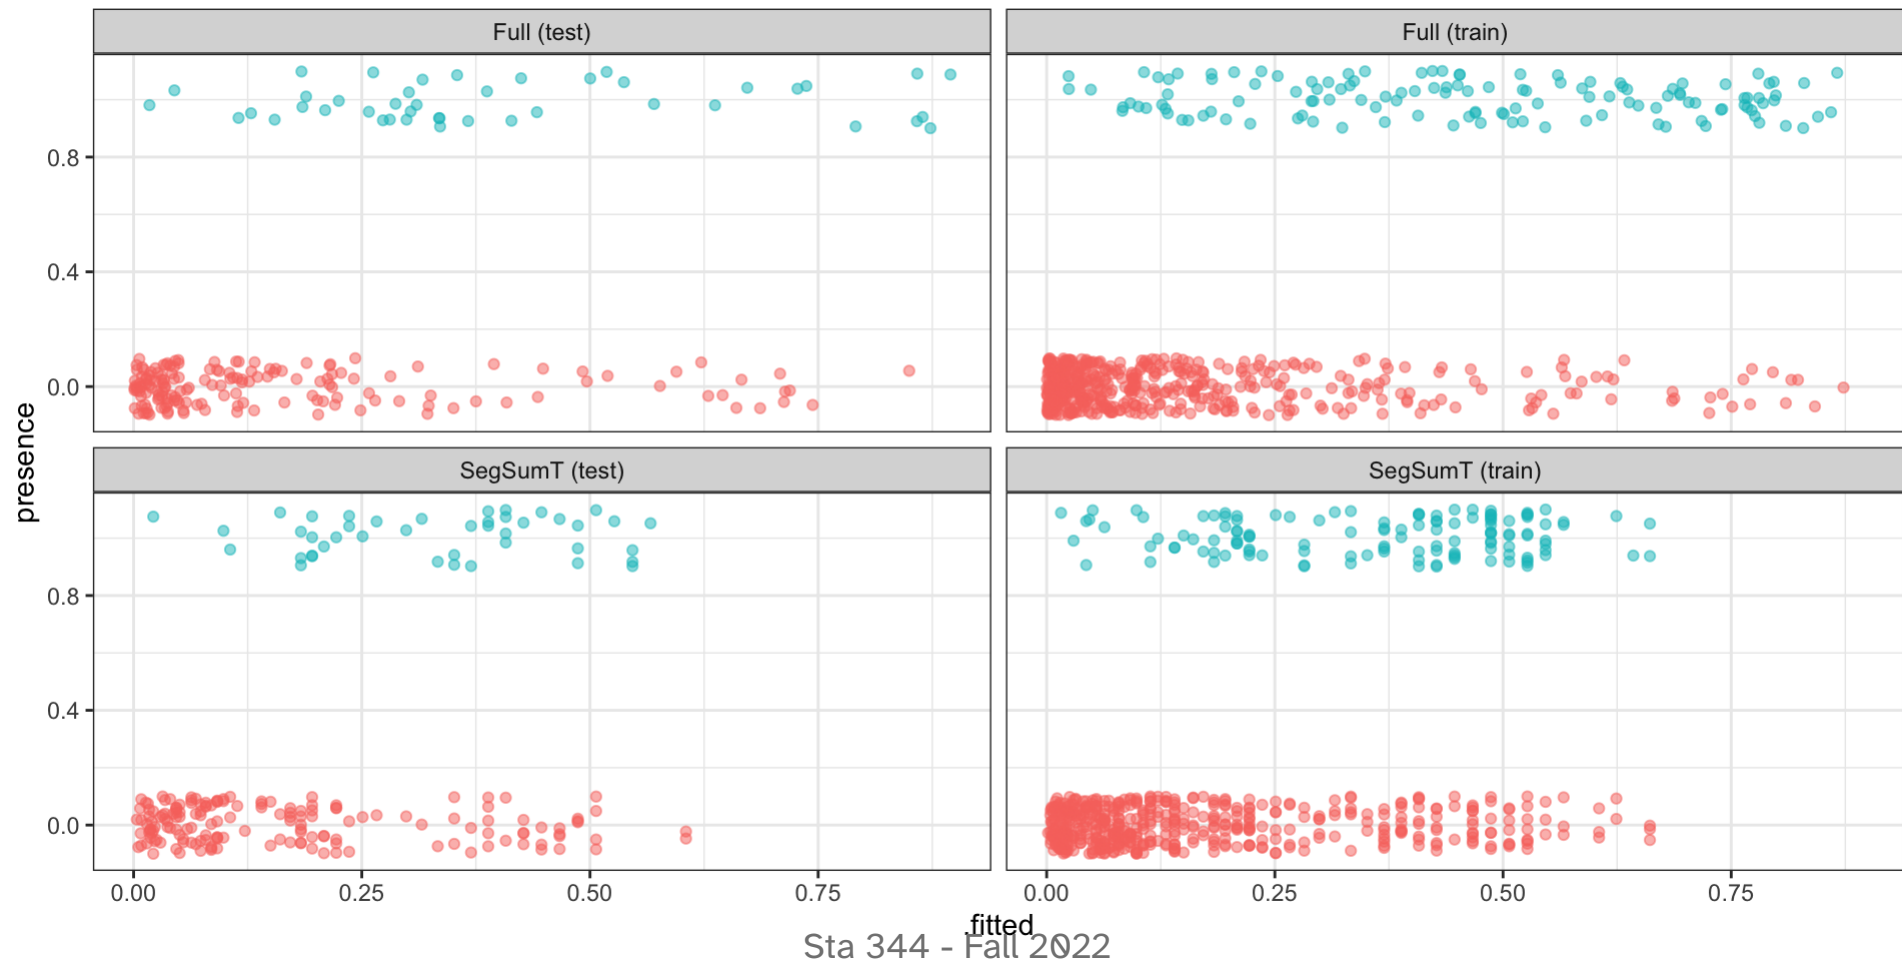 Full (test)
Full (train)
0.8
0.4
0.0
presence
SegSumT (test)
SegSumT (train)
0.8
0.4
0.0
0.00 0.25 0.50 0.75
0.00 0.25 0.50 0.75
.fitted
Sta 344 - Fall 2022